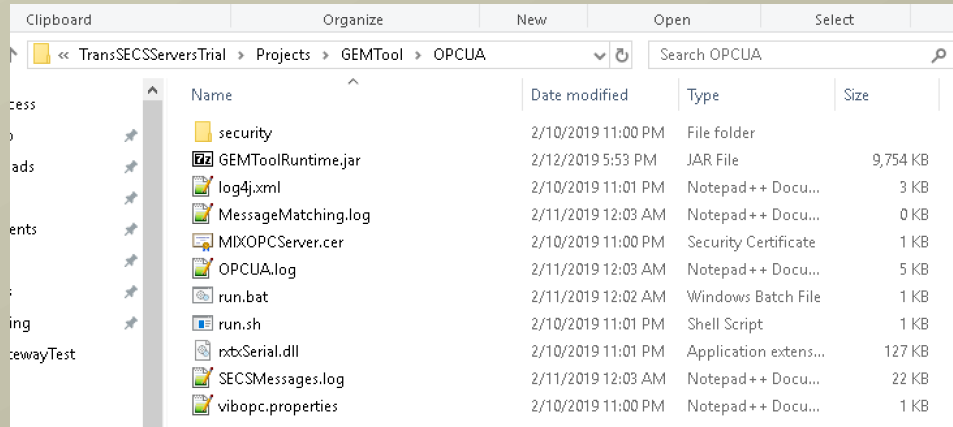 Clipboard Organize New Open Select
« TransSECSServersTrial > Projects > GEMTool > OPCUA Search OPCUA
Name Date modified Type Size
security 2/10/2019 11:00 PM File folder
GEMToolRuntime.jar 2/12/2019 5:53 PM JAR File 9,754 KB
log4j.xml 2/10/2019 11:01 PM Notepad++ Docu... 3 KB
MessageMatching.log 2/11/2019 12:03 AM Notepad++ Docu... 0 KB
MIXOPCServer.cer 2/10/2019 11:00 PM Security Certificate 1 KB
OPCUA.log 2/11/2019 12:03 AM Notepad++ Docu... 5 KB
run.bat 2/11/2019 12:02 AM Windows Batch File 1 KB
run.sh 2/10/2019 11:01 PM Shell Script 1 KB
rxtxSerial.dll 2/10/2019 11:01 PM Application extens... 127 KB
SECSMessages.log 2/11/2019 12:03 AM Notepad++ Docu... 22 KB
vibopc.properties 2/10/2019 11:00 PM Notepad++ Docu... 1 KB
cess
ads
ents
ing
tewayTest